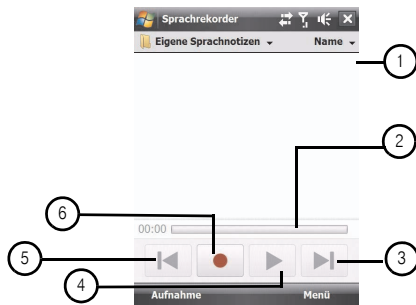 Sprachrekorder
Eigene Sprachnotizen Name
1
2
6
00:00
5
3
4
Aufnahme Menü